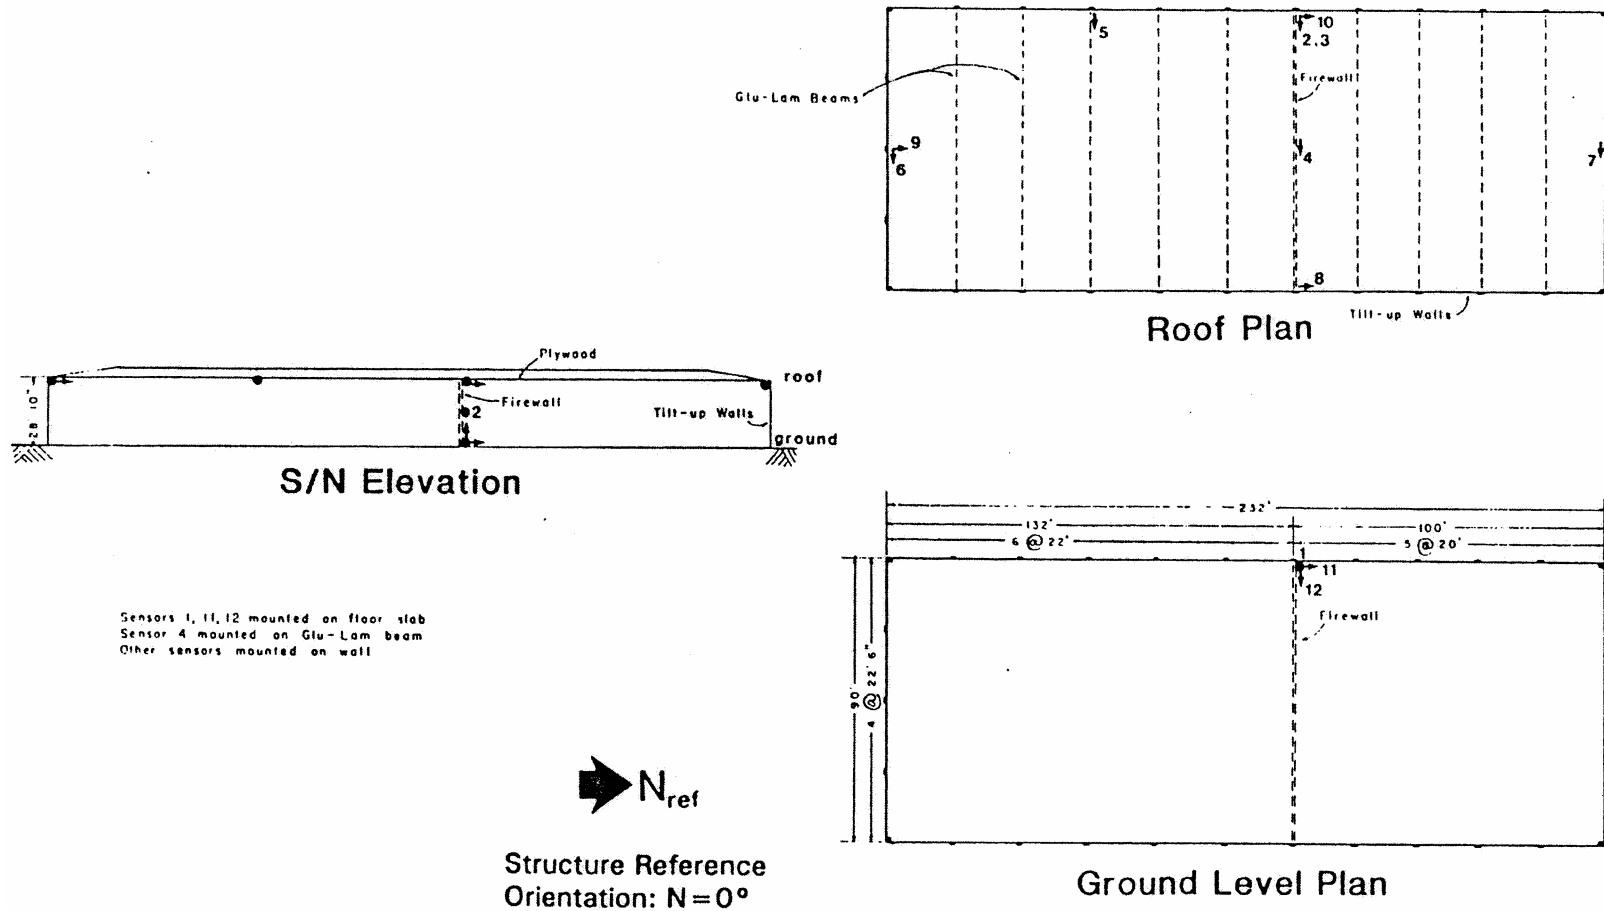 5
10
2,3
Firewall
Glu-Lam Beams
9
6
4
7
8
Tilt-up Walls
Roof Plan
Plywood
roof
Firewall
2
Tilt-up Walls
28' 10"
ground
S/N Elevation
232'
132'
100'
6 @ 22'
5 @ 20'
1
11
12
Firewall
90'
4 @ 22' 6"
Sensors 1, 11, 12 mounted on floor slab
Sensor 4 mounted on Glu-Lam beam
Other sensors mounted on wall
Nref
Structure Reference
Orientation: N=0°
Ground Level Plan